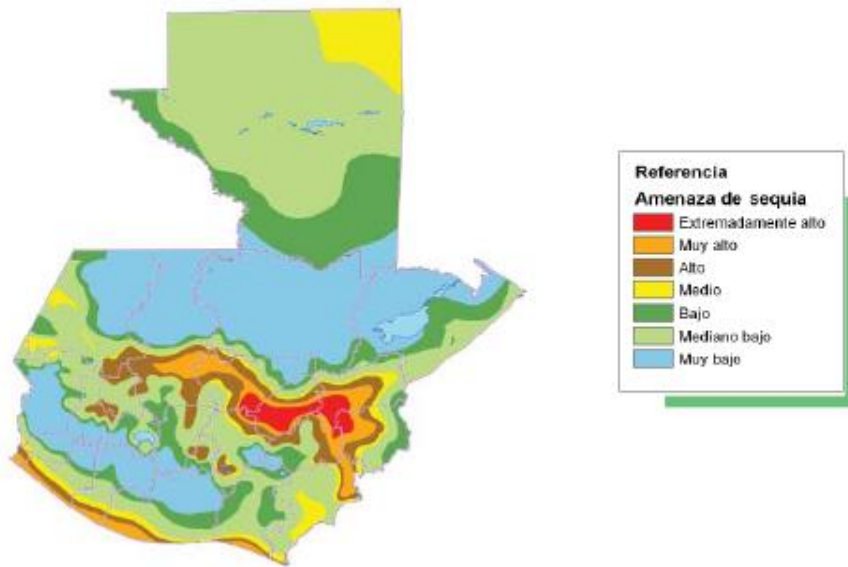 Referencia
Amenaza de sequia
Extremadamente alto
Muy alto
Alto
Medio
Bajo
Mediano bajo
Muy bajo